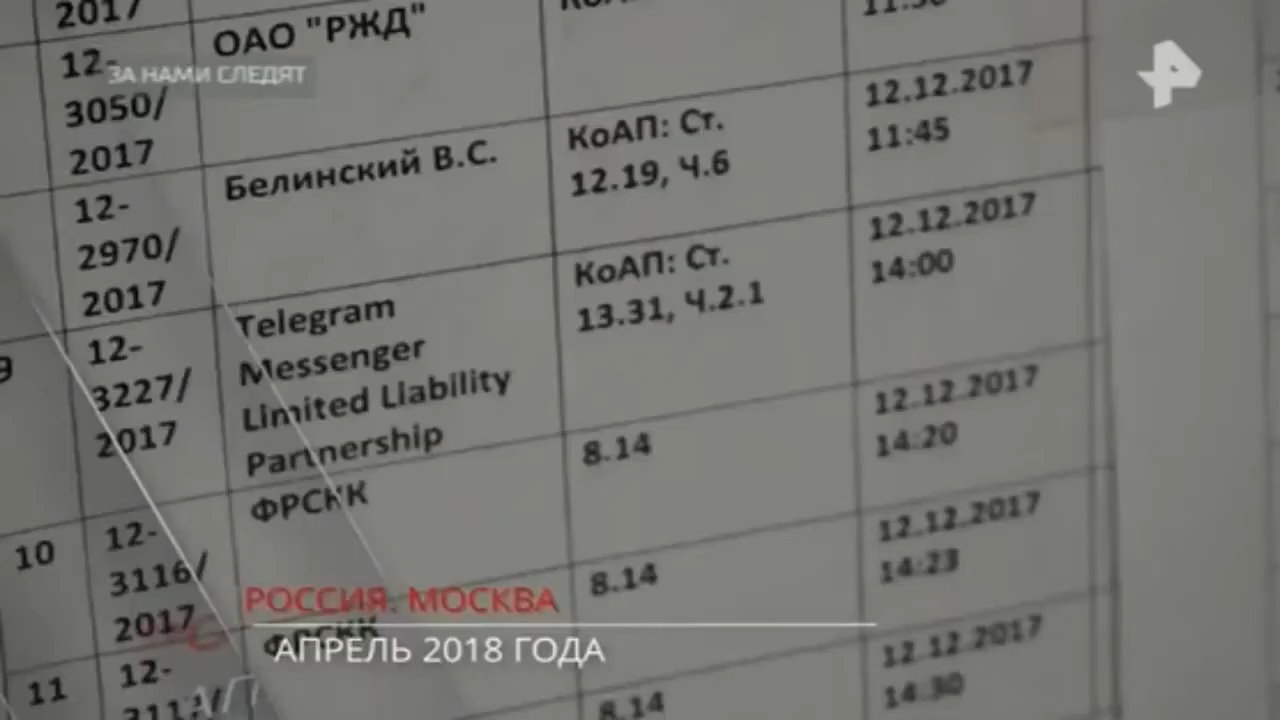 2017
ОАО "РЖД"
12-
3050/
2017
ЗА НАМИ СЛЕДЯТ
12-
2970/
2017
Белинский В.С.
КоАП: Ст.
12.19, Ч.6
12.12.2017
11:45
9
12-
3227/
2017
Telegram
Messenger
Limited Liability
Partnership
КоАП: Ст.
13.31, Ч.2.1
12.12.2017
14:00
10
12-
3116/
2017
ФРСКК
8.14
12.12.2017
14:20
11
12-
ФРСКК
8.14
12.12.2017
14:23
8.14
12.12.2017
14:30
РОССИЯ. МОСКВА
АПРЕЛЬ 2018 ГОДА